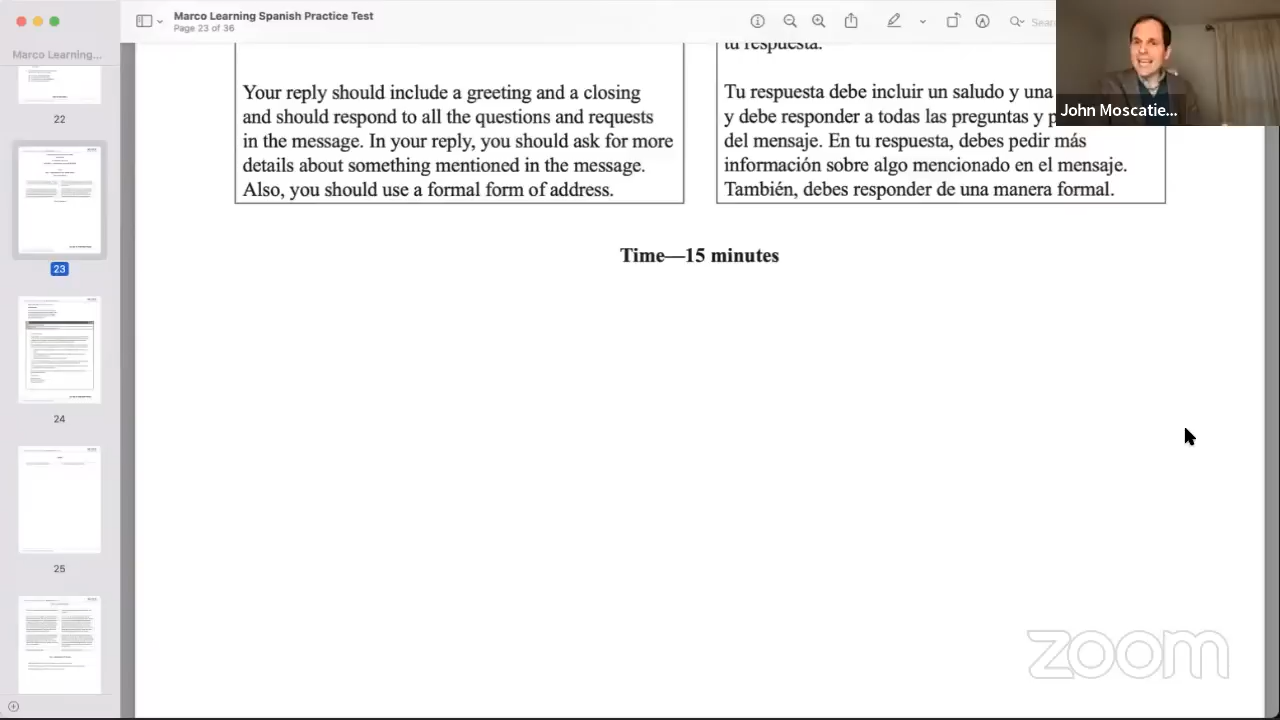 Marco Learning Spanish Practice Test
Page 23 of 36
Sear
Marco Learning...
22
23
24
25
Your reply should include a greeting and a closing
and should respond to all the questions and requests
in the message. In your reply, you should ask for more
details about something mentioned in the message.
Also, you should use a formal form of address.
tu respuesta.
Tu respuesta debe incluir un saludo y una
y debe responder a todas las preguntas y p
del mensaje. En tu respuesta, debes pedir más
información sobre algo mencionado en el mensaje.
También, debes responder de una manera formal.
Time—15 minutes
John Moscatie...
zoom